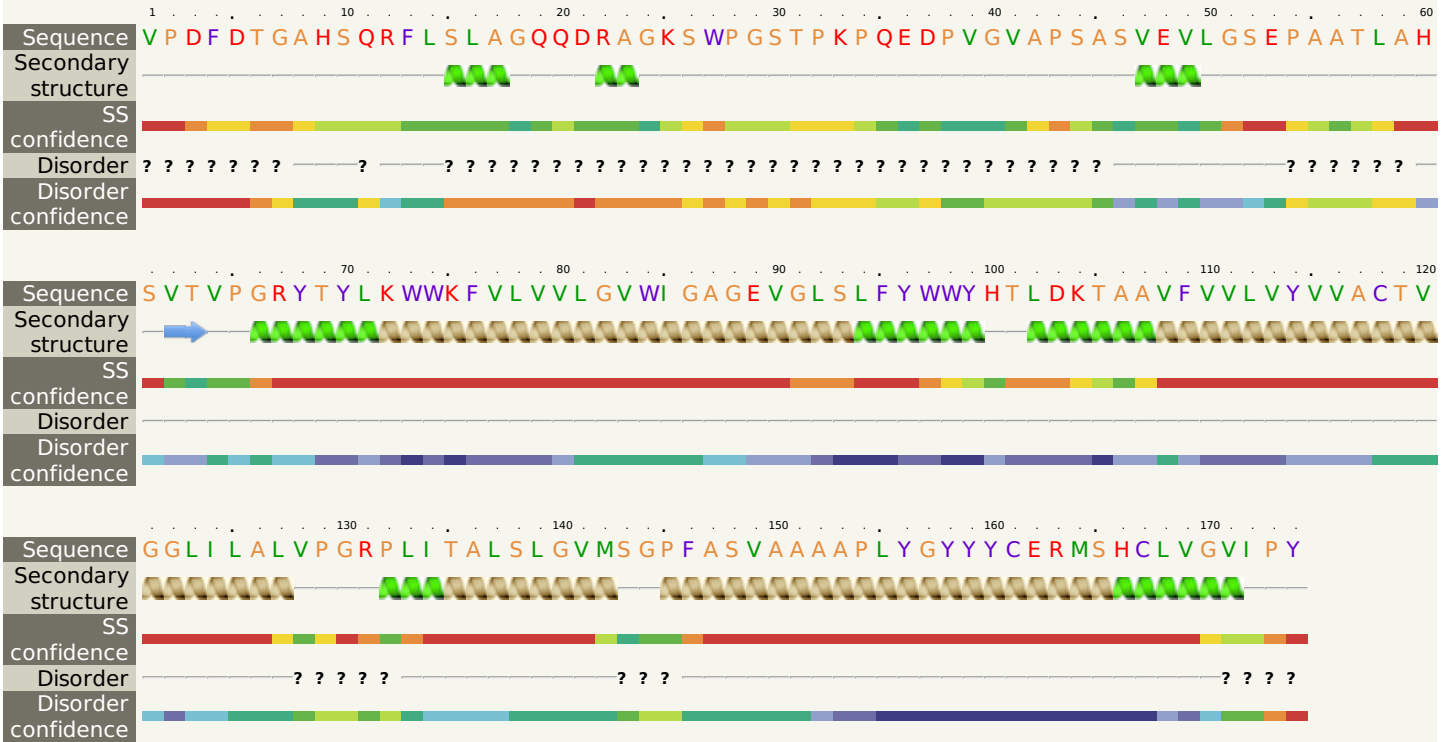 1 10 20 30 40 50 60
Sequence V P D F D T G A H S Q R F L S L A G Q Q D R A G K S W P G S T P K P Q E D P V G V A P S A S V E V L G S E P A A T L A H
Secondary
structure
SS
confidence
Disorder ? ? ? ? ? ? ? ? ? ? ? ? ? ? ? ? ? ? ? ? ? ? ? ? ? ? ? ? ? ? ? ? ? ? ? ? ? ? ? ? ? ? ? ? ?
Disorder
confidence
70 80 90 100 110 120
Sequence S V T V P G R Y T Y L K W W K F V L V V L G V W I G A G E V G L S L F Y W W Y H T L D K T A A V F V V L V Y V V A C T V
Secondary
structure
SS
confidence
Disorder
Disorder
confidence
130 140 150 160 170
Sequence G G L I L A L V P G R P L I T A L S L G V M S G P F A S V A A A A P L Y G Y Y Y C E R M S H C L V G V I P Y
Secondary
structure
SS
confidence
Disorder ? ? ? ? ? ? ? ? ? ? ? ?
Disorder
confidence